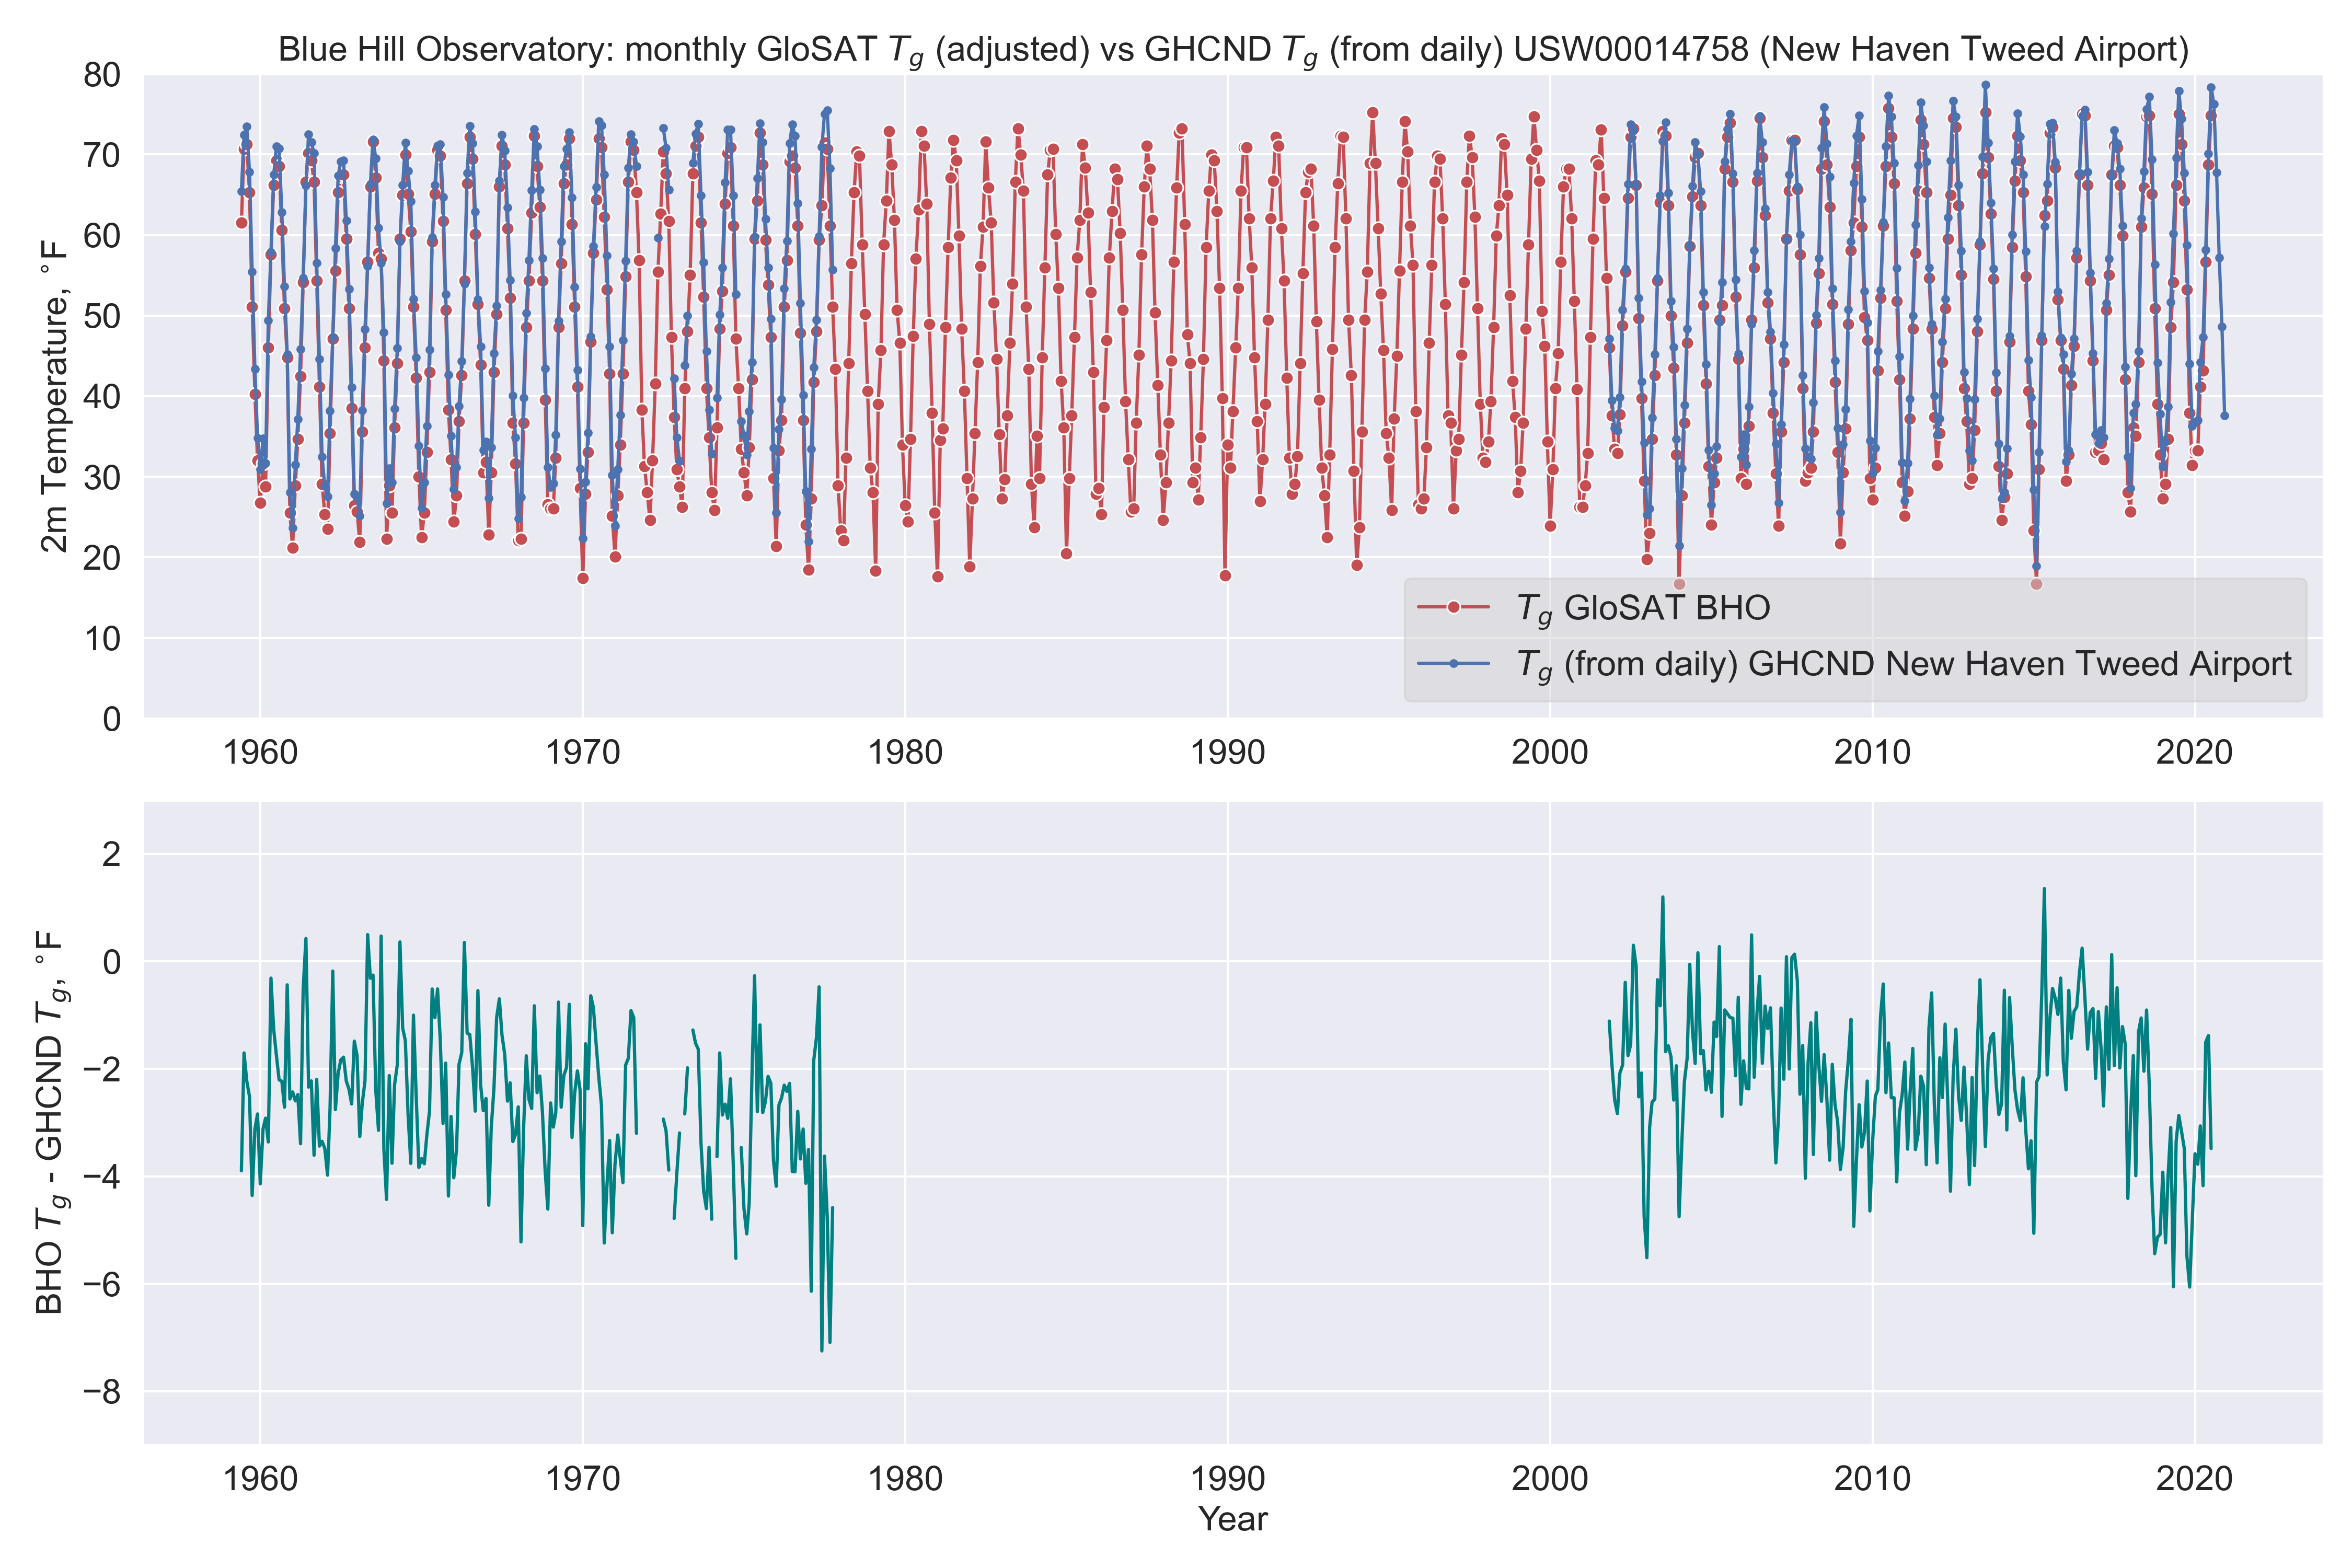 Blue Hill Observatory: monthly GloSAT Tg (adjusted) vs GHCND Tg (from daily) USW00014758 (New Haven Tweed Airport)
2m Temperature, °F
80
70
60
50
40
30
20
10
0
Tg GloSAT BHO
Tg (from daily) GHCND New Haven Tweed Airport
1960 1970 1980 1990 2000 2010 2020
BHO Tg - GHCND Tg, °F
2
0
−2
−4
−6
−8
1960 1970 1980 1990 2000 2010 2020
Year